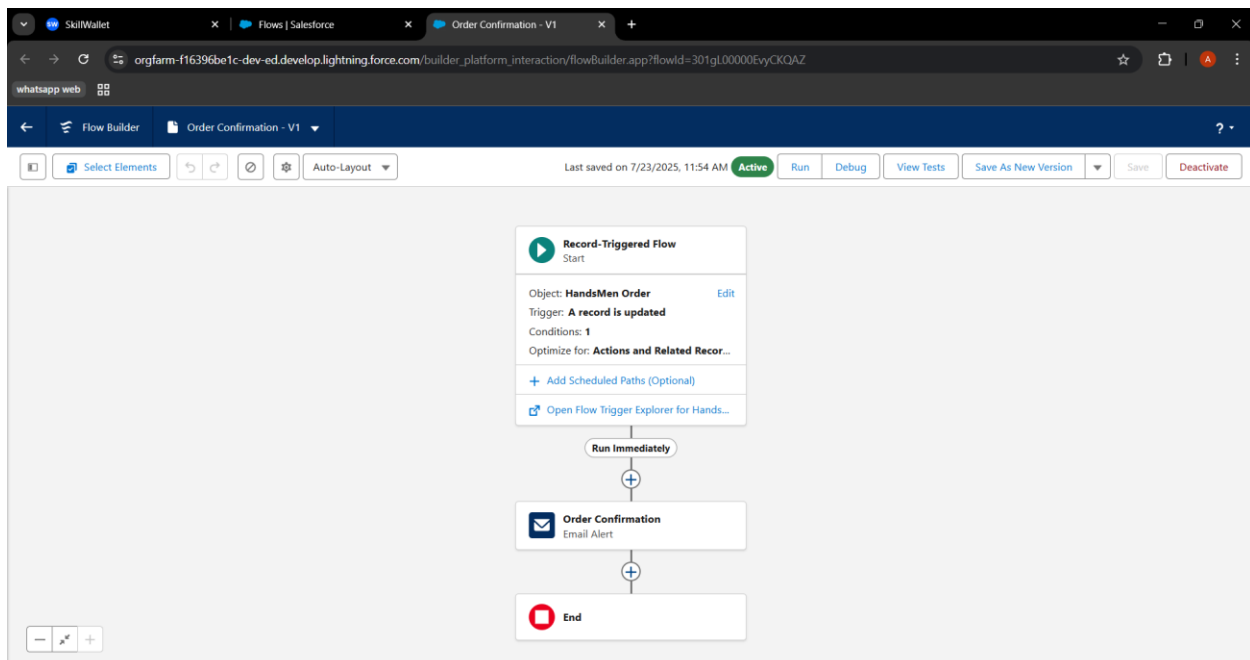 SkillWallet
Flows | Salesforce
Order Confirmation - V1
orgfarm-f16396be1c-dev-ed.develop.lightning.force.com/builder_platform_interaction/flowBuilder.app?flowId=301gL00000EvyCKQAZ
A
whatsapp web
Flow Builder
Order Confirmation - V1
?
Select Elements
Auto-Layout
Last saved on 7/23/2025, 11:54 AM
Active
Run
Debug
View Tests
Save As New Version
Save
Deactivate
Record-Triggered Flow
Start
Object: HandsMen Order
Edit
Trigger: A record is updated
Conditions: 1
Optimize for: Actions and Related Recor...
+ Add Scheduled Paths (Optional)
Open Flow Trigger Explorer for Hands...
Run Immediately
Order Confirmation
Email Alert
End